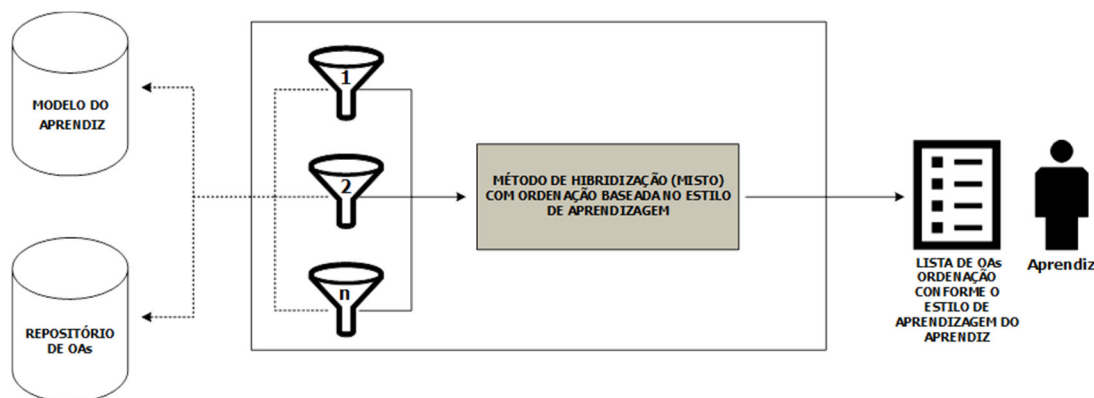 MODELO DO
APRENDIZ
REPOSITÓRIO
DE OAs
1
2
n
MÉTODO DE HIBRIDIZAÇÃO (MISTO)
COM ORDENAÇÃO BASEADA NO ESTILO
DE APRENDIZAGEM
LISTA DE OAs
ORDENAÇÃO
CONFORME O
ESTILO DE
APRENDIZAGEM DO
APRENDIZ
Aprendiz